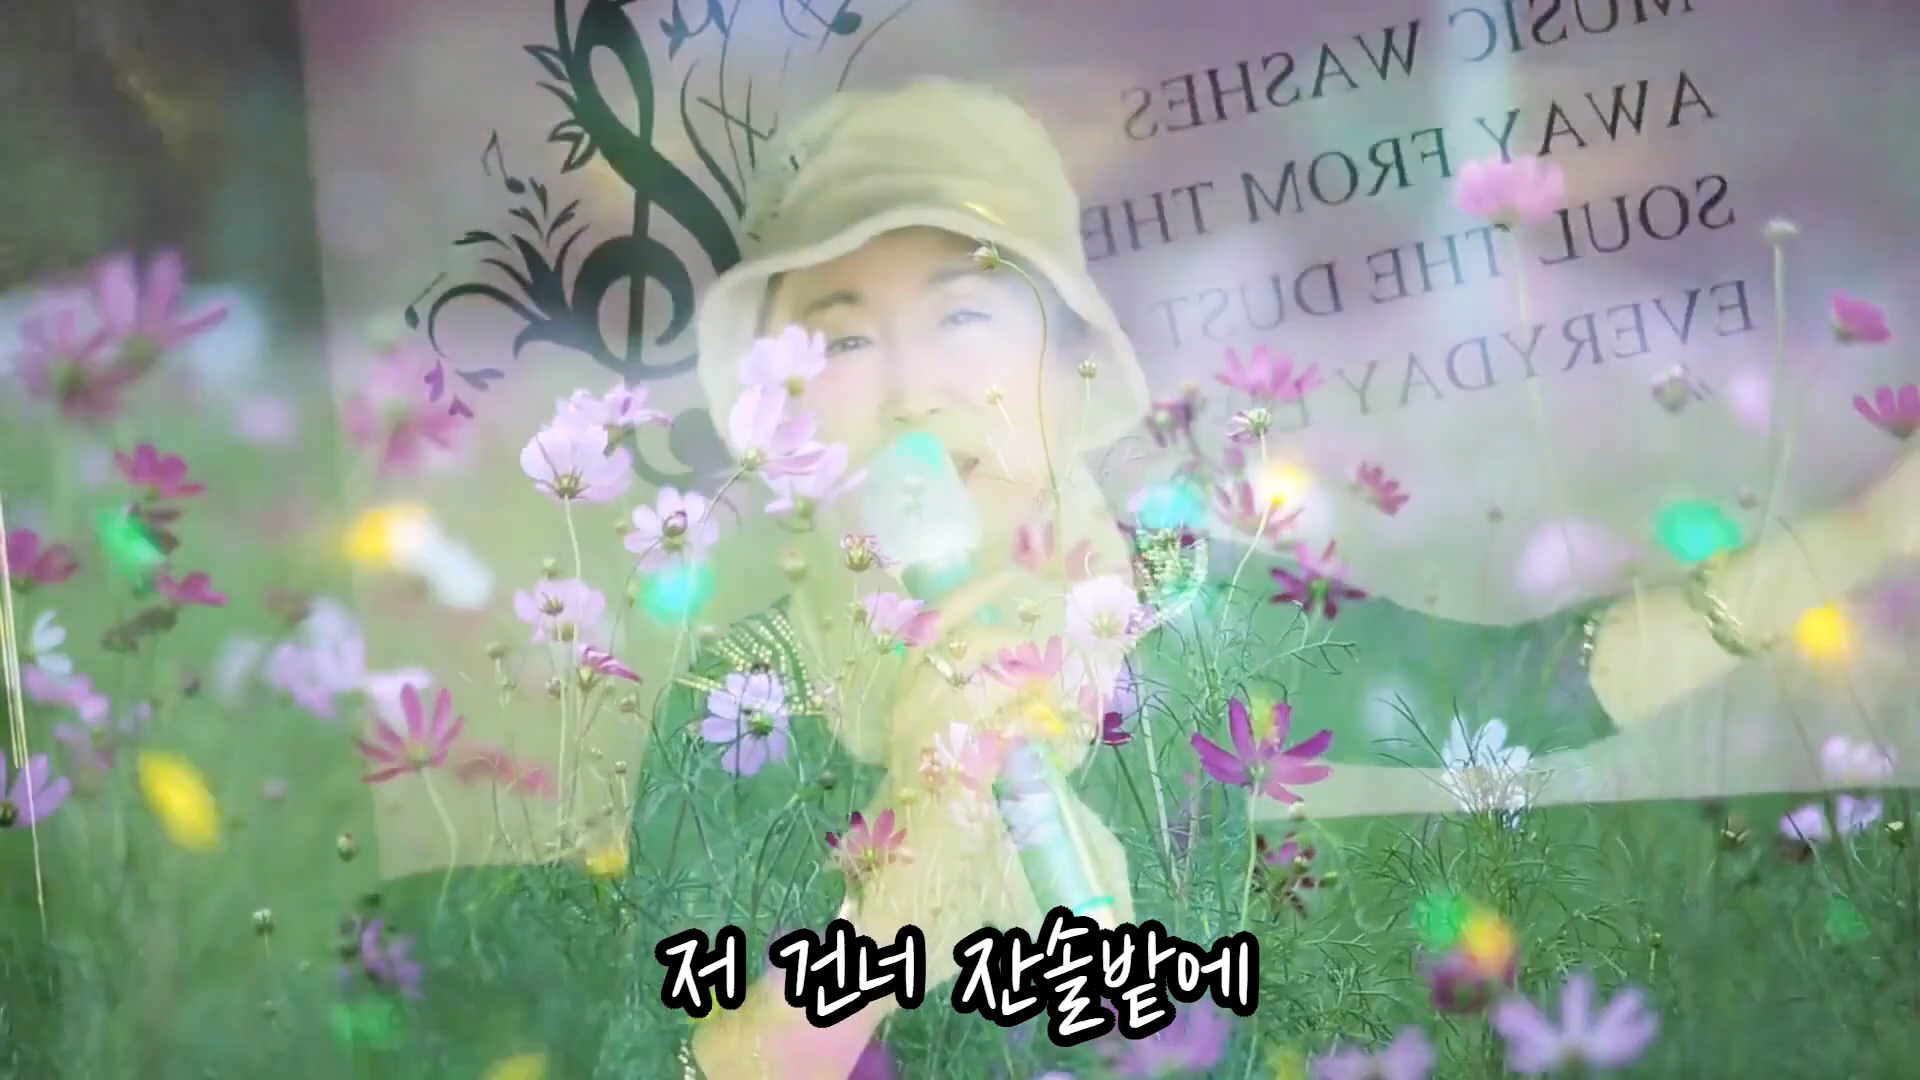 MUSIC WASHES
AWAY FROM THE
SOUL THE DUST
EVERYDAY
저 건너 잔솔밭에